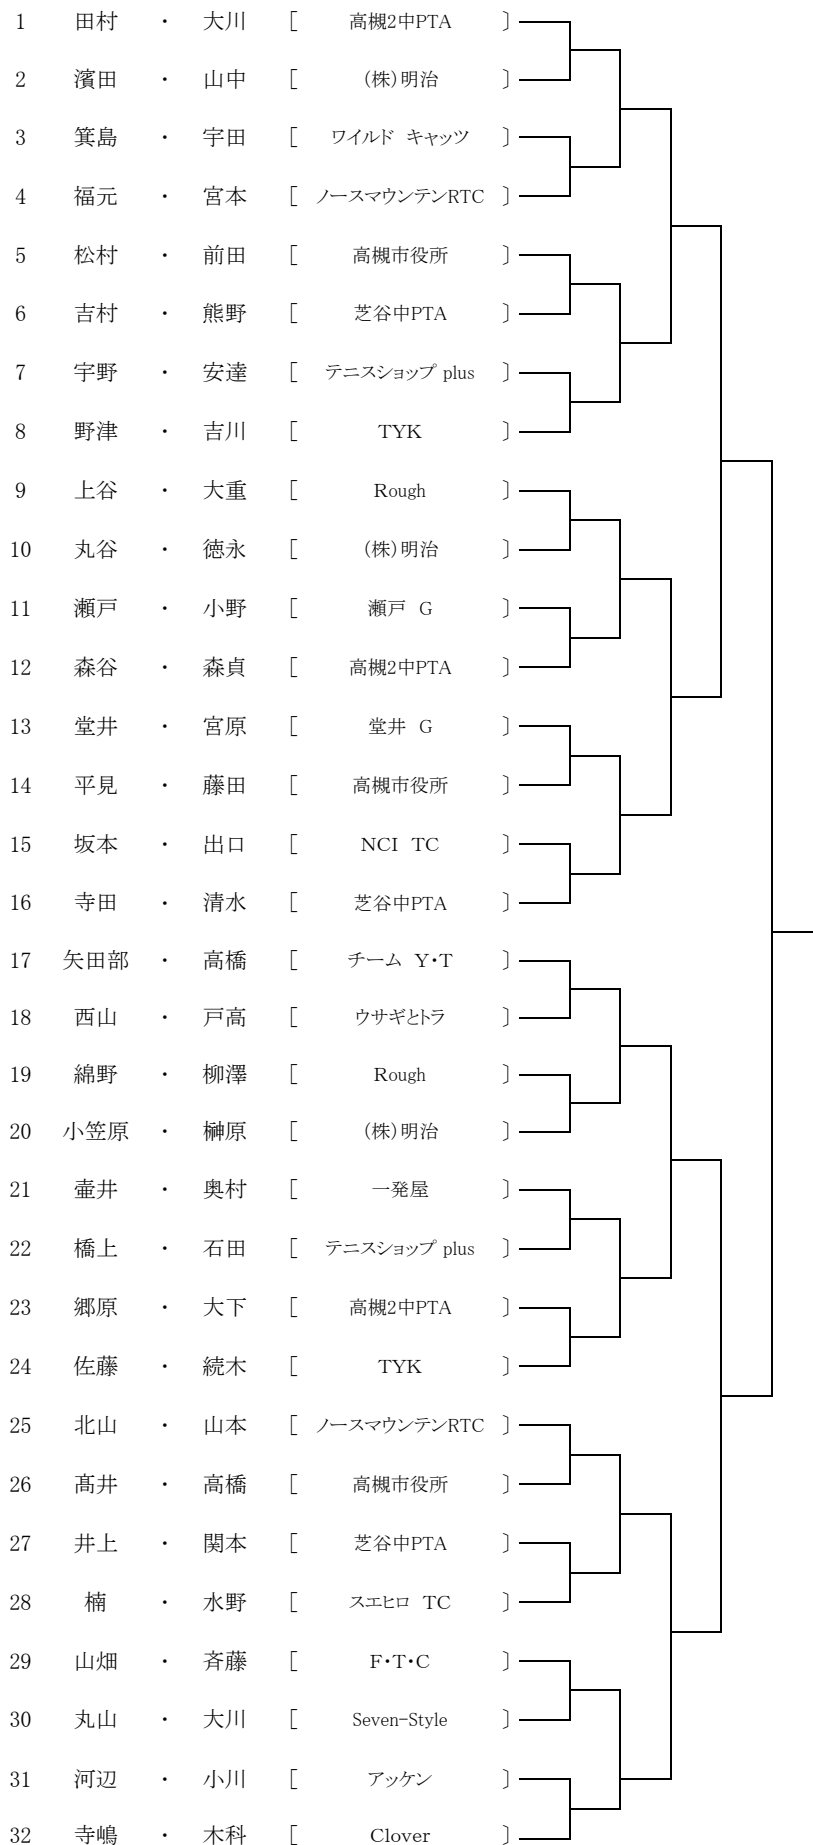 1 田村 ・ 大川 [ 高槻2中PTA ]
2 濱田 ・ 山中 [ (株)明治 ]
3 箕島 ・ 宇田 [ ワイルド キャッツ ]
4 福元 ・ 宮本 [ ノースマウンテンRTC ]
5 松村 ・ 前田 [ 高槻市役所 ]
6 吉村 ・ 熊野 [ 芝谷中PTA ]
7 宇野 ・ 安達 [ テニスショップ plus ]
8 野津 ・ 吉川 [ TYK ]
9 上谷 ・ 大重 [ Rough ]
10 丸谷 ・ 徳永 [ (株)明治 ]
11 瀬戸 ・ 小野 [ 瀬戸 G ]
12 森谷 ・ 森貞 [ 高槻2中PTA ]
13 堂井 ・ 宮原 [ 堂井 G ]
14 平見 ・ 藤田 [ 高槻市役所 ]
15 坂本 ・ 出口 [ NCI TC ]
16 寺田 ・ 清水 [ 芝谷中PTA ]
17 矢田部 ・ 高橋 [ チーム Y・T ]
18 西山 ・ 戸高 [ ウサギとトラ ]
19 綿野 ・ 柳澤 [ Rough ]
20 小笠原 ・ 榊原 [ (株)明治 ]
21 壷井 ・ 奥村 [ 一発屋 ]
22 橋上 ・ 石田 [ テニスショップ plus ]
23 郷原 ・ 大下 [ 高槻2中PTA ]
24 佐藤 ・ 続木 [ TYK ]
25 北山 ・ 山本 [ ノースマウンテンRTC ]
26 髙井 ・ 高橋 [ 高槻市役所 ]
27 井上 ・ 関本 [ 芝谷中PTA ]
28 楠 ・ 水野 [ スエヒロ TC ]
29 山畑 ・ 斉藤 [ F・T・C ]
30 丸山 ・ 大川 [ Seven-Style ]
31 河辺 ・ 小川 [ アッケン ]
32 寺嶋 ・ 木科 [ Clover ]